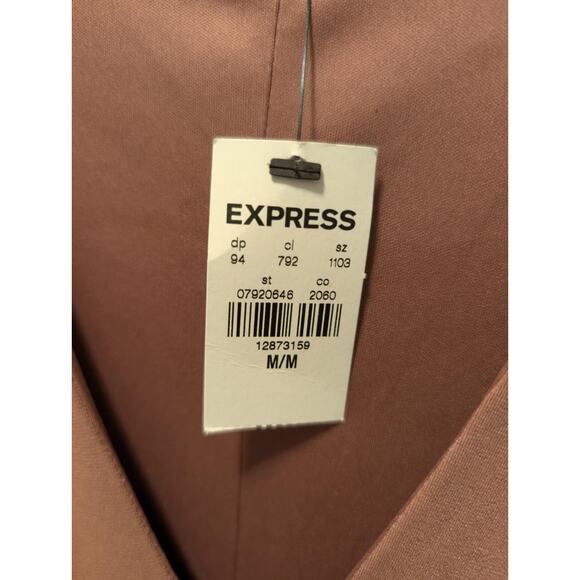 EXPRESS
dp cl sz
94 792 1103
st co
07920646 2060
12873159
M/M